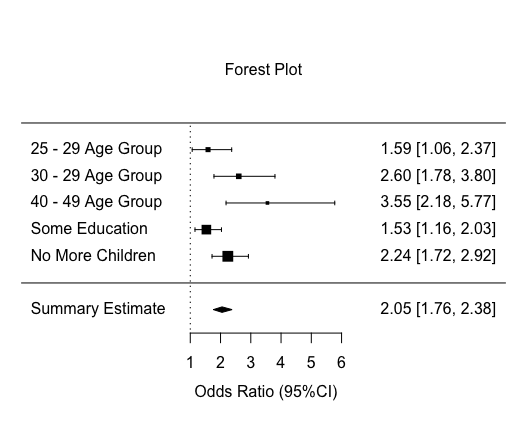 Forest Plot
25 - 29 Age Group 1.59 [1.06, 2.37]
30 - 29 Age Group 2.60 [1.78, 3.80]
40 - 49 Age Group 3.55 [2.18, 5.77]
Some Education 1.53 [1.16, 2.03]
No More Children 2.24 [1.72, 2.92]
Summary Estimate 2.05 [1.76, 2.38]
1 2 3 4 5 6
Odds Ratio (95%CI)